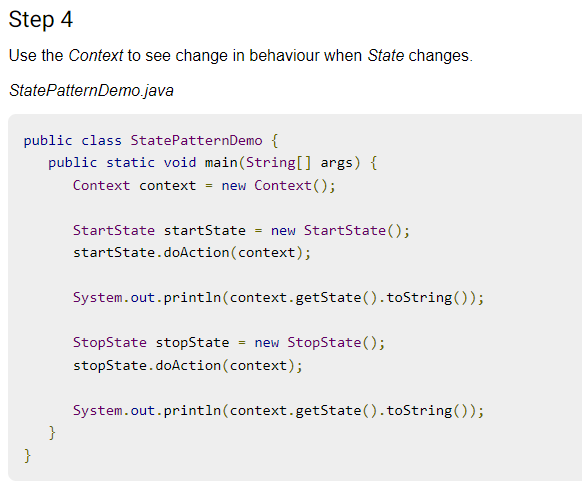 Step 4
Use the Context to see change in behaviour when State changes.
StatePatternDemo.java
public class StatePatternDemo {
   public static void main(String[] args) {
      Context context = new Context();

      StartState startState = new StartState();
      startState.doAction(context);

      System.out.println(context.getState().toString());

      StopState stopState = new StopState();
      stopState.doAction(context);

      System.out.println(context.getState().toString());
   }
}